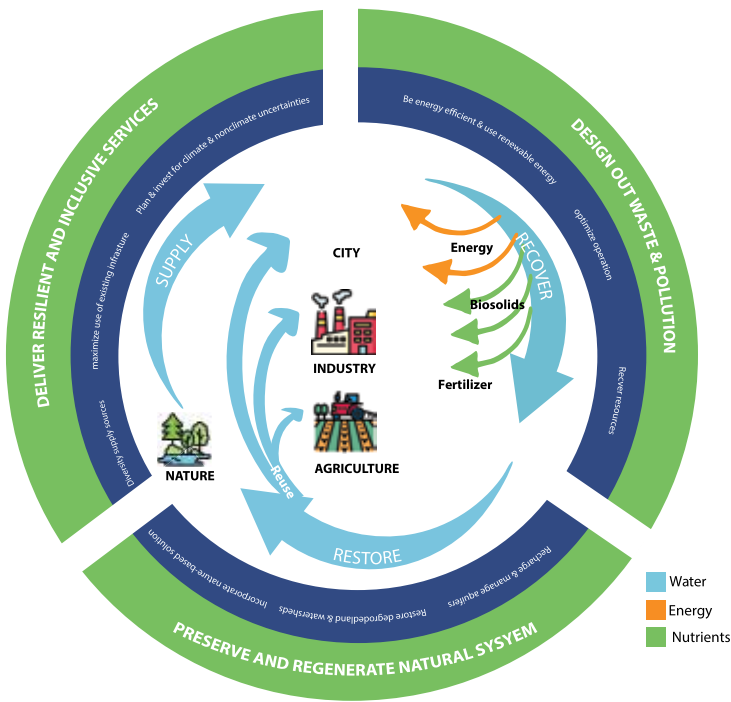 DELIVER RESILIENT AND INCLUSIVE SERVICES
Plan & invest for climate & nonclimate uncertainties
maximize use of existing infrasture
Diversity supply sources
DESIGN OUT WASTE & POLLUTION
Be energy efficient & use renewable energy
optimize operation
Recver resources
SUPPLY
RECOVER
Energy
CITY
Biosolids
INDUSTRY
Fertilizer
NATURE
AGRICULTURE
Reuse
RESTORE
Incorporate nature-based solution
Restore degrodedland & watersheds
Recharge & manage aquifers
PRESERVE AND REGENERATE NATURAL SYSYEM
Water
Energy
Nutrients